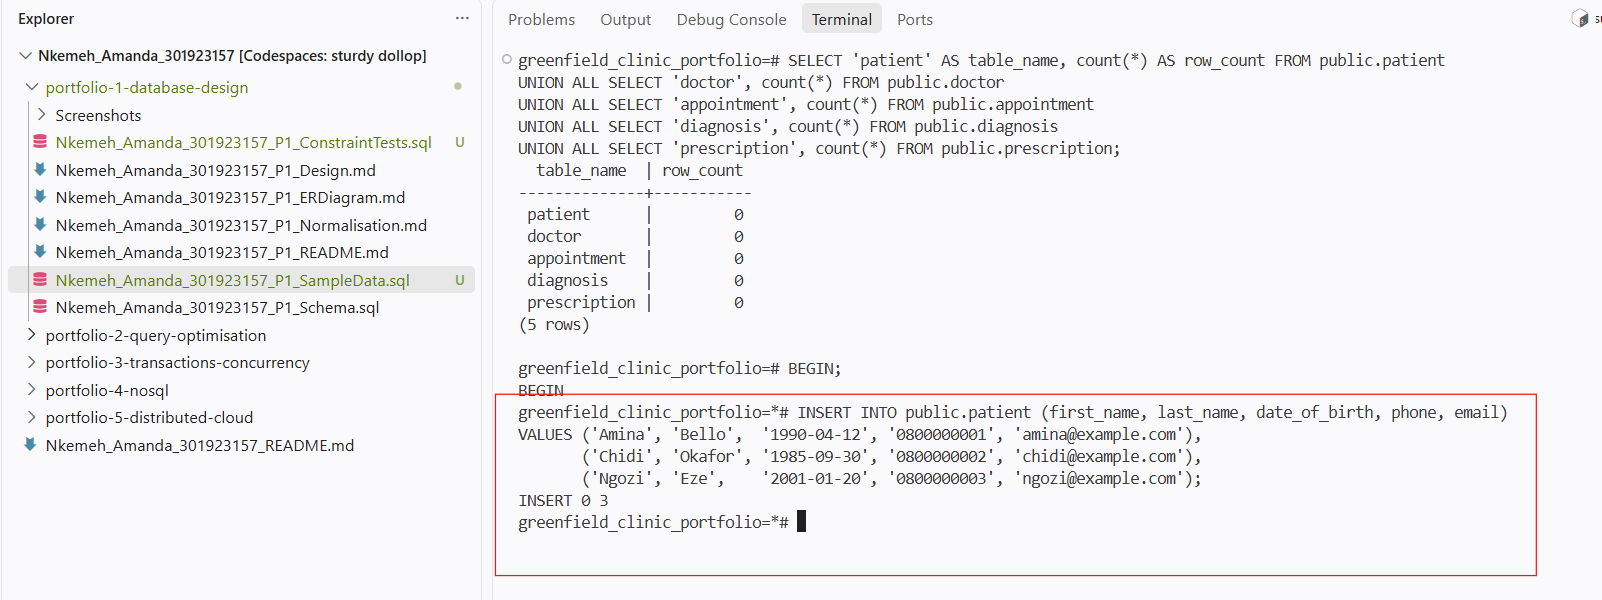 Explorer
···
Nkemeh_Amanda_301923157 [Codespaces: sturdy dollop]
portfolio-1-database-design
Screenshots
Nkemeh_Amanda_301923157_P1_ConstraintTests.sql U
Nkemeh_Amanda_301923157_P1_Design.md
Nkemeh_Amanda_301923157_P1_ERDiagram.md
Nkemeh_Amanda_301923157_P1_Normalisation.md
Nkemeh_Amanda_301923157_P1_README.md
Nkemeh_Amanda_301923157_P1_SampleData.sql U
Nkemeh_Amanda_301923157_P1_Schema.sql
portfolio-2-query-optimisation
portfolio-3-transactions-concurrency
portfolio-4-nosql
portfolio-5-distributed-cloud
Nkemeh_Amanda_301923157_README.md
Problems Output Debug Console Terminal Ports
greenfield_clinic_portfolio=# SELECT 'patient' AS table_name, count(*) AS row_count FROM public.patient
UNION ALL SELECT 'doctor', count(*) FROM public.doctor
UNION ALL SELECT 'appointment', count(*) FROM public.appointment
UNION ALL SELECT 'diagnosis', count(*) FROM public.diagnosis
UNION ALL SELECT 'prescription', count(*) FROM public.prescription;
  table_name  | row_count
--------------+-----------
 patient      |         0
 doctor       |         0
 appointment  |         0
 diagnosis    |         0
 prescription |         0
(5 rows)
greenfield_clinic_portfolio=# BEGIN;
BEGIN
greenfield_clinic_portfolio=*# INSERT INTO public.patient (first_name, last_name, date_of_birth, phone, email)
VALUES ('Amina', 'Bello',  '1990-04-12', '0800000001', 'amina@example.com'),
       ('Chidi', 'Okafor', '1985-09-30', '0800000002', 'chidi@example.com'),
       ('Ngozi', 'Eze',    '2001-01-20', '0800000003', 'ngozi@example.com');
INSERT 0 3
greenfield_clinic_portfolio=*#